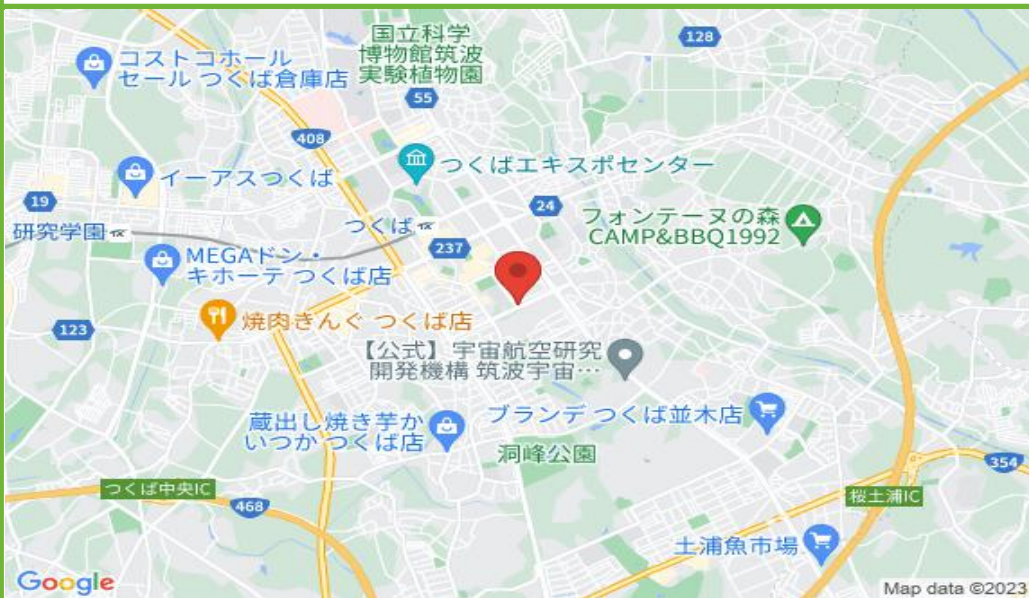 国立科学
博物館筑波
実験植物園
128
コストコホール
セール つくば倉庫店
55
408
つくばエキスポセンター
イーアスつくば
19
24
つくば
フォンテーヌの森
CAMP&BBQ1992
研究学園
237
MEGAドン・
キホーテ つくば店
123
焼肉きんぐ つくば店
【公式】宇宙航空研究
開発機構 筑波宇宙…
蔵出し焼き芋か
いつか つくば店
ブランデ つくば並木店
洞峰公園
354
つくば中央IC
468
桜土浦IC
土浦魚市場
Google
Map data ©2023